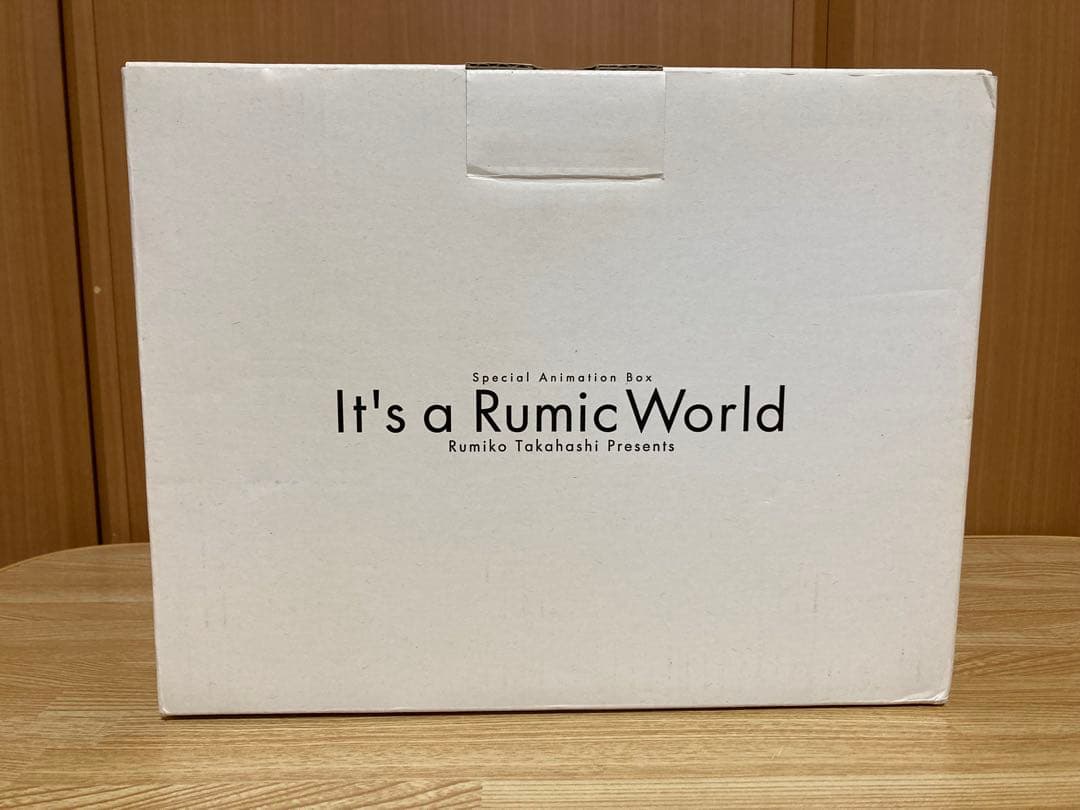 Special Animation Box
It's a Rumic World
Rumiko Takahashi Presents